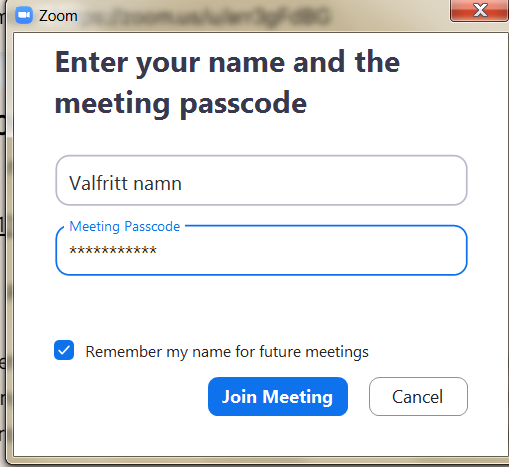 Zoom
Enter your name and the
meeting passcode
Valfritt namn
Meeting Passcode
***********
Remember my name for future meetings
Join Meeting
Cancel